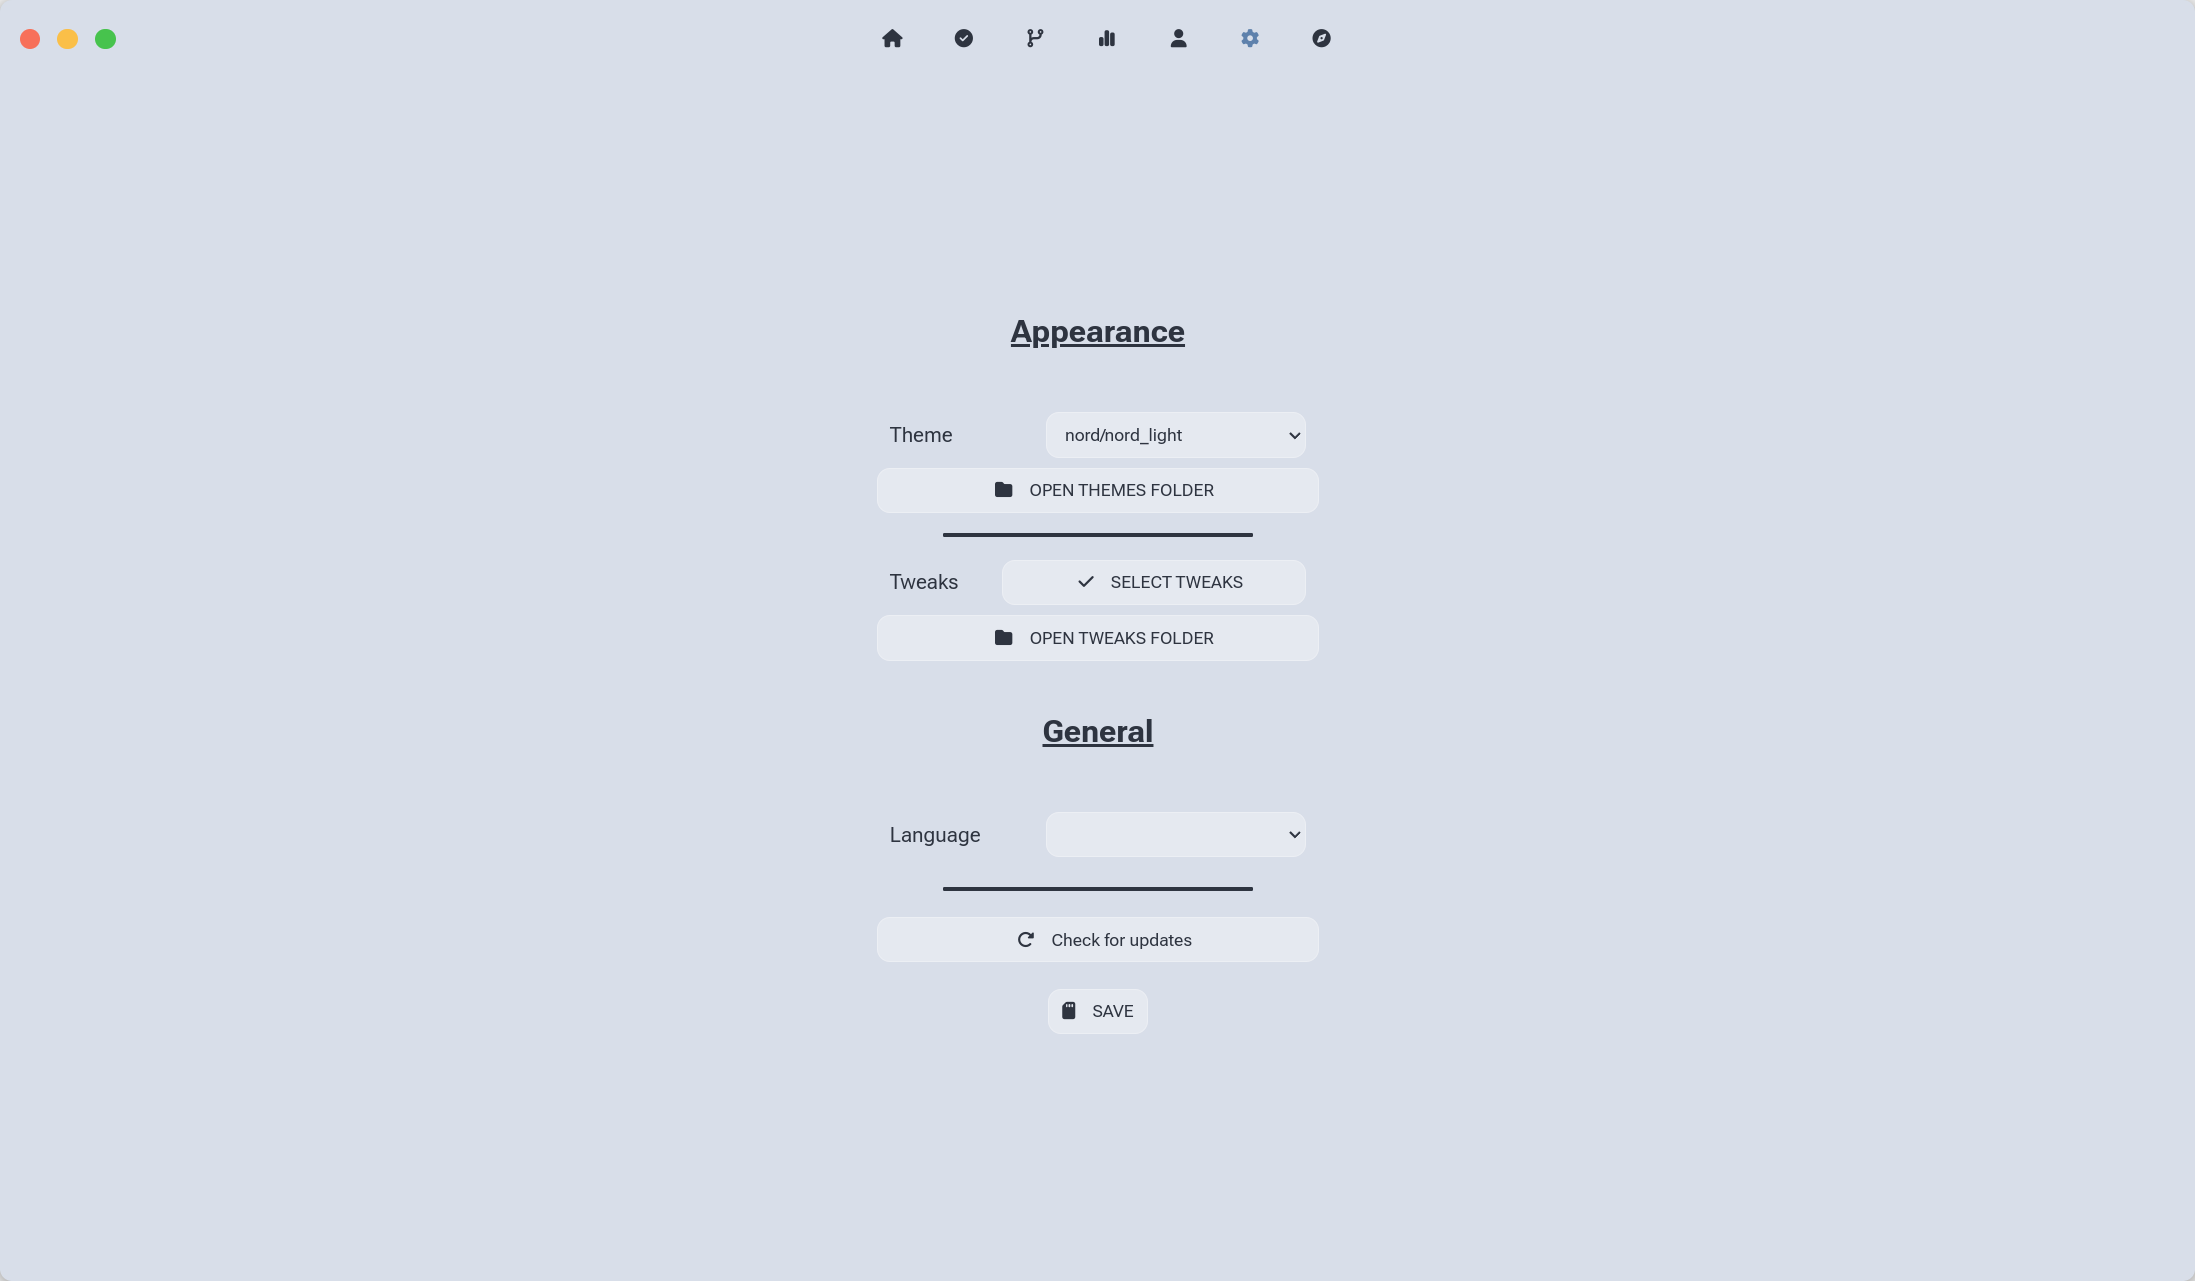 Appearance
Theme
nord/nord_light
OPEN THEMES FOLDER
Tweaks
SELECT TWEAKS
OPEN TWEAKS FOLDER
General
Language
Check for updates
SAVE